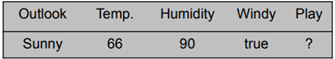 Outlook Temp. Humidity Windy Play
Sunny 66 90 true ?